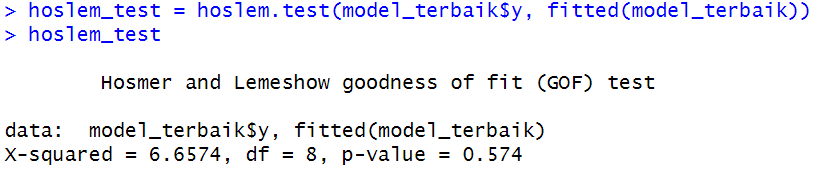 > hoslem_test = hoslem.test(model_terbaik$y, fitted(model_terbaik))
> hoslem_test
Hosmer and Lemeshow goodness of fit (GOF) test
data:  model_terbaik$y, fitted(model_terbaik)
X-squared = 6.6574, df = 8, p-value = 0.574